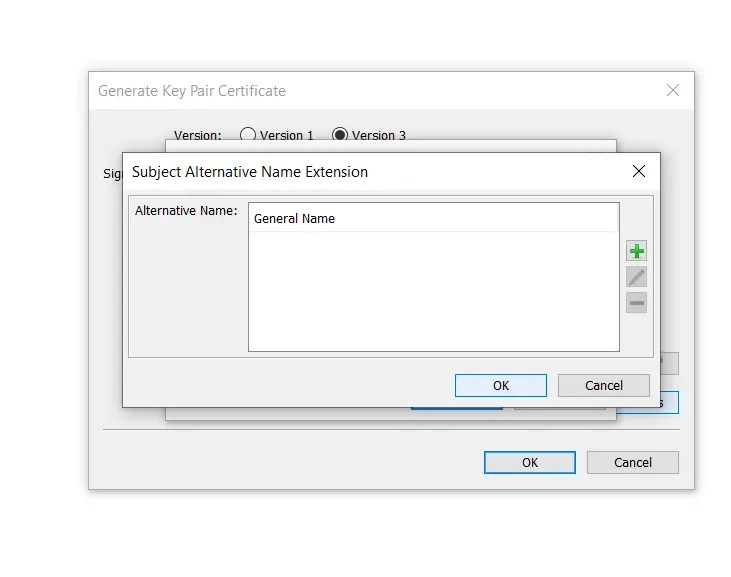 Generate Key Pair Certificate
Version: Version 1 Version 3
Subject Alternative Name Extension
Alternative Name:
General Name
OK Cancel
OK Cancel